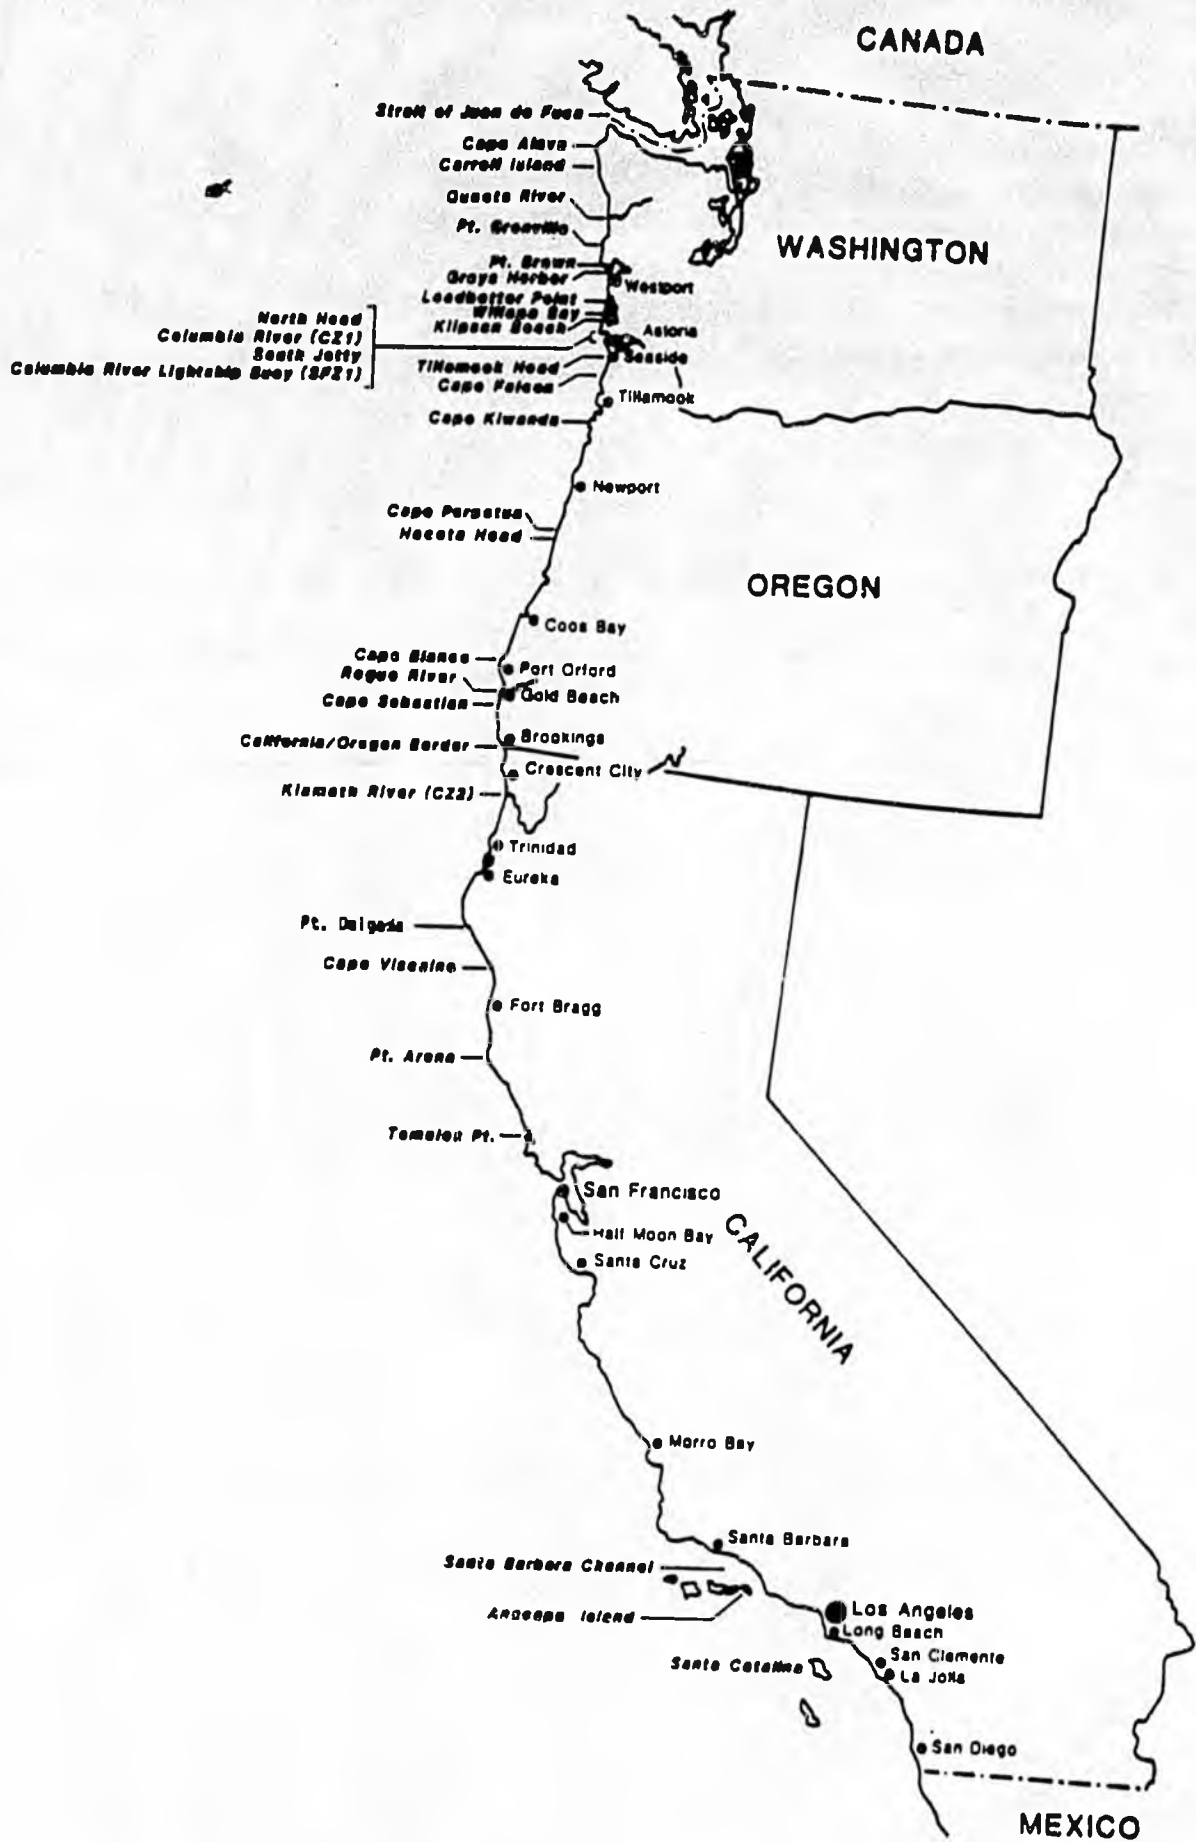 CANADA
Strait of Juan de Fuca
Cape Alava
Carroll Island
Queets River
Pt. Grenville
WASHINGTON
Pt. Brown
Grays Harbor
Westport
Leadbetter Point
Willapa Bay
Klipsan Beach
North Head
Columbia River (CZ1)
South Jetty
Columbia River Lightship Buoy (SFZ1)
Astoria
Seaside
Tillamook Head
Cape Falcon
Tillamook
Cape Kiwanda
Newport
Cape Perpetua
Heceta Head
OREGON
Coos Bay
Cape Blanco
Port Orford
Rogue River
Gold Beach
Cape Sebastian
Brookings
California/Oregon Border
Crescent City
Klamath River (CZ2)
Trinidad
Eureka
Pt. Delgada
Cape Viscaino
Fort Bragg
Pt. Arena
Tomales Pt.
San Francisco
Half Moon Bay
Santa Cruz
CALIFORNIA
Morro Bay
Santa Barbara
Santa Barbara Channel
Anacapa Island
Los Angeles
Long Beach
San Clemente
La Jolla
Santa Catalina
San Diego
MEXICO